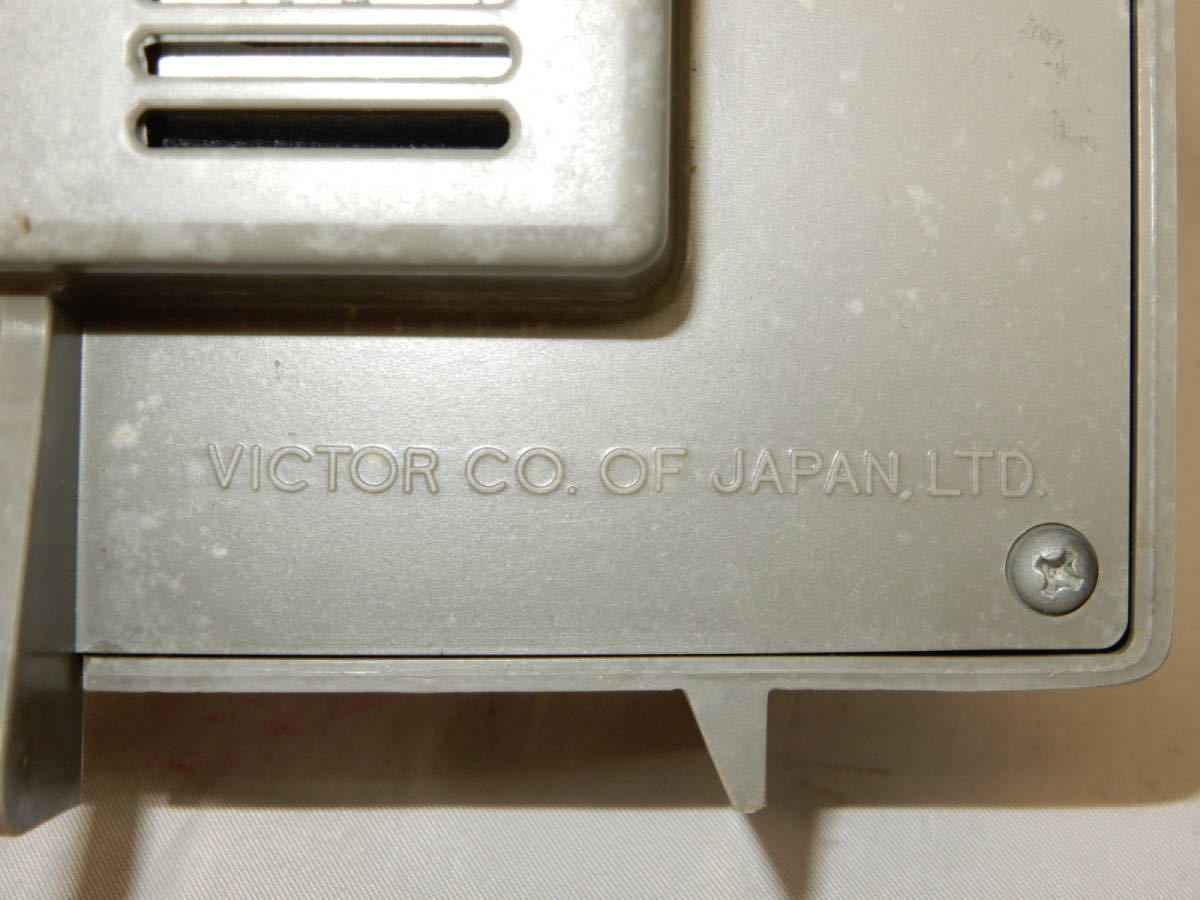 VICTOR CO. OF JAPAN, LTD.